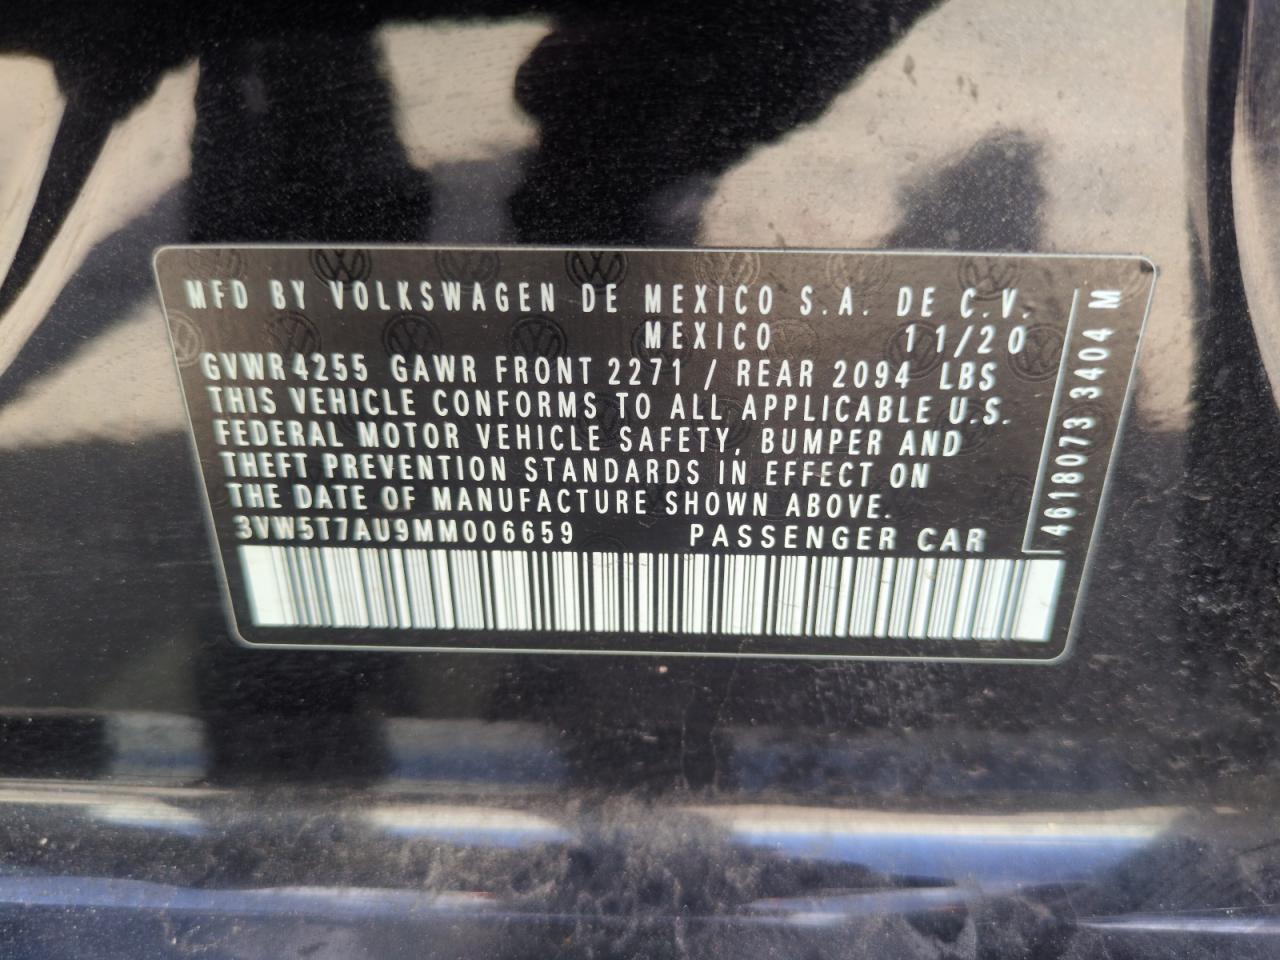 MFD BY VOLKSWAGEN DE MEXICO S.A. DE C.V.
MEXICO 11/20
GVWR 4255 GAWR FRONT 2271 / REAR 2094 LBS
THIS VEHICLE CONFORMS TO ALL APPLICABLE U.S.
FEDERAL MOTOR VEHICLE SAFETY, BUMPER AND
THEFT PREVENTION STANDARDS IN EFFECT ON
THE DATE OF MANUFACTURE SHOWN ABOVE.
3VW5T7AU9MM006659 PASSENGER CAR
4618073 3404 M